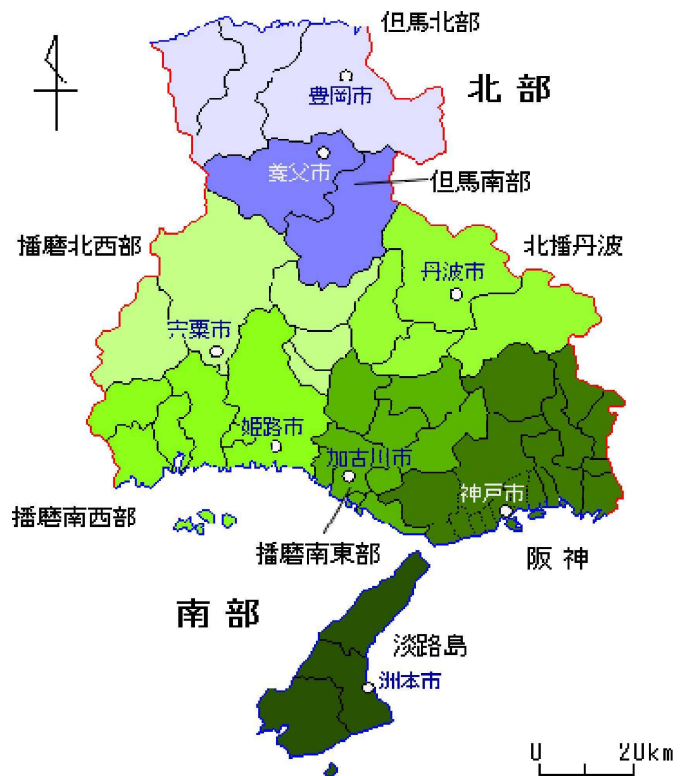 但馬北部
北部
豊岡市
養父市
但馬南部
播磨北西部
北播丹波
丹波市
宍粟市
姫路市
加古川市
神戸市
播磨南西部
播磨南東部
阪神
南部
淡路島
洲本市
0 20km